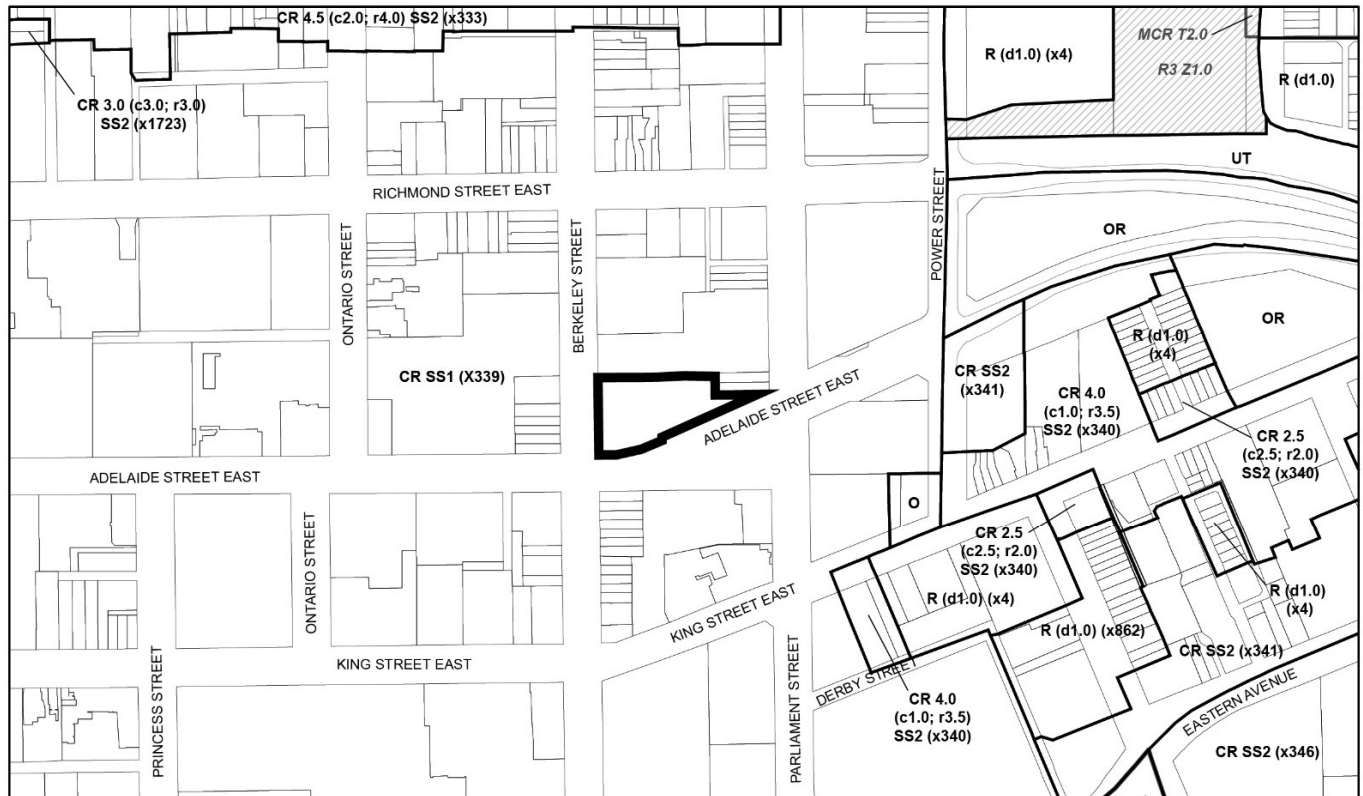 CR 4.5 (c2.0; r4.0) SS2 (x333)
MCR T2.0
R (d1.0) (x4)
R3 Z1.0
R (d1.0)
CR 3.0 (c3.0; r3.0)
SS2 (x1723)
UT
RICHMOND STREET EAST
POWER STREET
OR
ONTARIO STREET
BERKELEY STREET
OR
R (d1.0)
(x4)
CR SS1 (X339)
CR SS2
(x341)
CR 4.0
(c1.0; r3.5)
SS2 (x340)
ADELAIDE STREET EAST
CR 2.5
(c2.5; r2.0)
SS2 (x340)
ADELAIDE STREET EAST
O
CR 2.5
(c2.5; r2.0)
SS2 (x340)
ONTARIO STREET
R (d1.0) (x4)
R (d1.0)
(x4)
KING STREET EAST
R (d1.0) (x862)
CR SS2 (x341)
KING STREET EAST
PRINCESS STREET
PARLIAMENT STREET
DERBY STREET
CR 4.0
(c1.0; r3.5)
SS2 (x340)
EASTERN AVENUE
CR SS2 (x346)